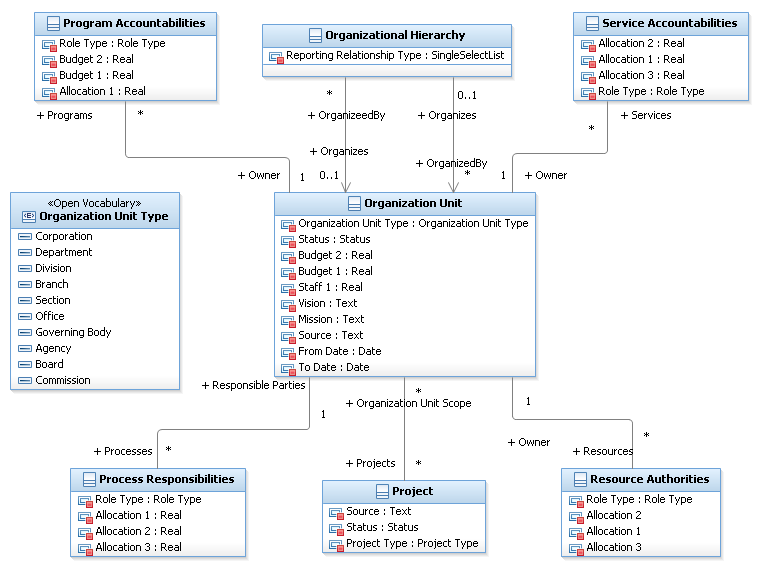 Program Accountabilities
Role Type : Role Type
Budget 2 : Real
Budget 1 : Real
Allocation 1 : Real
Organizational Hierarchy
Reporting Relationship Type : SingleSelectList
Service Accountabilities
Allocation 2 : Real
Allocation 1 : Real
Allocation 3 : Real
Role Type : Role Type
+ Programs
*
*
+ OrganizeedBy
0..1
+ Organizes
+ Services
*
+ Organizes
0..1
+ OrganizedBy
*
+ Owner
1
1
+ Owner
«Open Vocabulary»
Organization Unit Type
Corporation
Department
Division
Branch
Section
Office
Governing Body
Agency
Board
Commission
Organization Unit
Organization Unit Type : Organization Unit Type
Status : Status
Budget 2 : Real
Budget 1 : Real
Staff 1 : Real
Vision : Text
Mission : Text
Source : Text
From Date : Date
To Date : Date
+ Responsible Parties
1
*
+ Organization Unit Scope
1
+ Owner
+ Processes
*
+ Projects
*
+ Resources
*
Process Responsibilities
Role Type : Role Type
Allocation 1 : Real
Allocation 2 : Real
Allocation 3 : Real
Project
Source : Text
Status : Status
Project Type : Project Type
Resource Authorities
Role Type : Role Type
Allocation 2
Allocation 1
Allocation 3